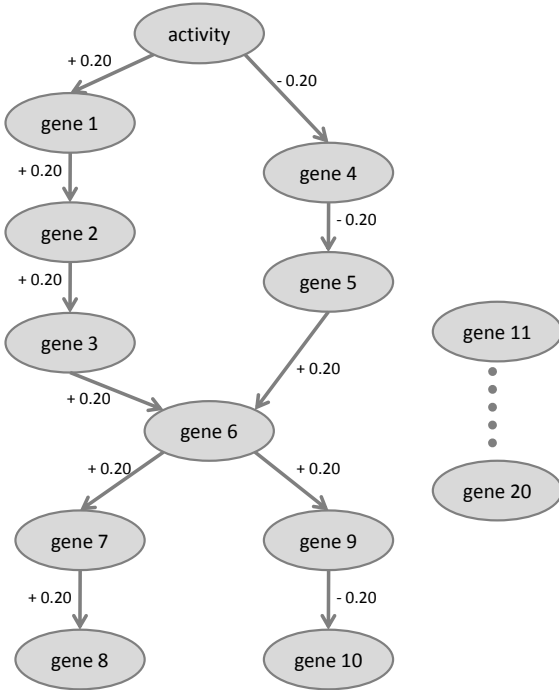 activity
+ 0.20
- 0.20
gene 1
+ 0.20
gene 4
- 0.20
gene 2
+ 0.20
gene 5
gene 3
gene 11
+ 0.20
+ 0.20
gene 6
+ 0.20
+ 0.20
gene 20
gene 7
gene 9
+ 0.20
- 0.20
gene 8
gene 10